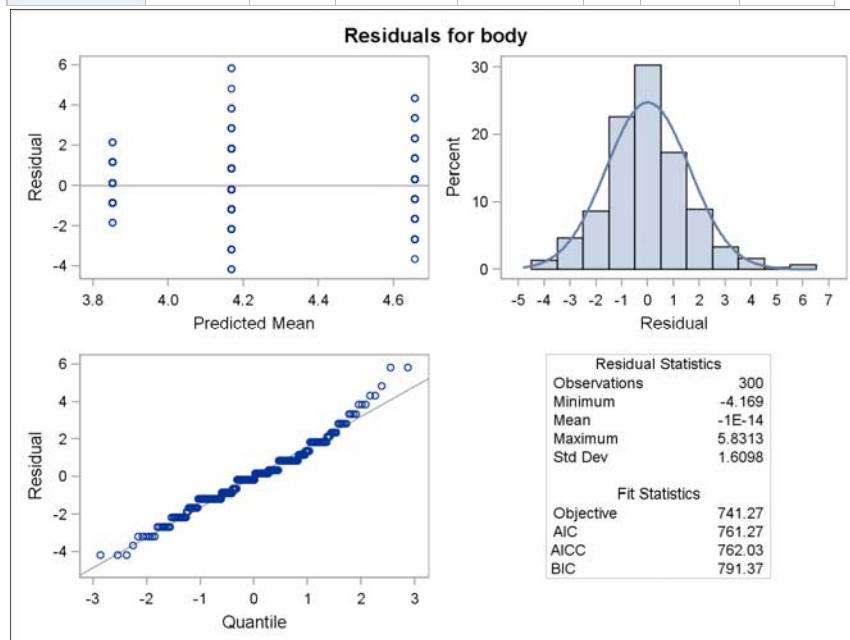 Residuals for body
6
4
2
0
-2
-4
Residual
3.8 4.0 4.2 4.4 4.6
Predicted Mean
30
20
10
0
Percent
-5 -4 -3 -2 -1 0 1 2 3 4 5 6 7
Residual
6
4
2
0
-2
-4
Residual
-3 -2 -1 0 1 2 3
Quantile
Residual Statistics
Observations 300
Minimum -4.169
Mean -1E-14
Maximum 5.8313
Std Dev 1.6098
Fit Statistics
Objective 741.27
AIC 761.27
AICC 762.03
BIC 791.37